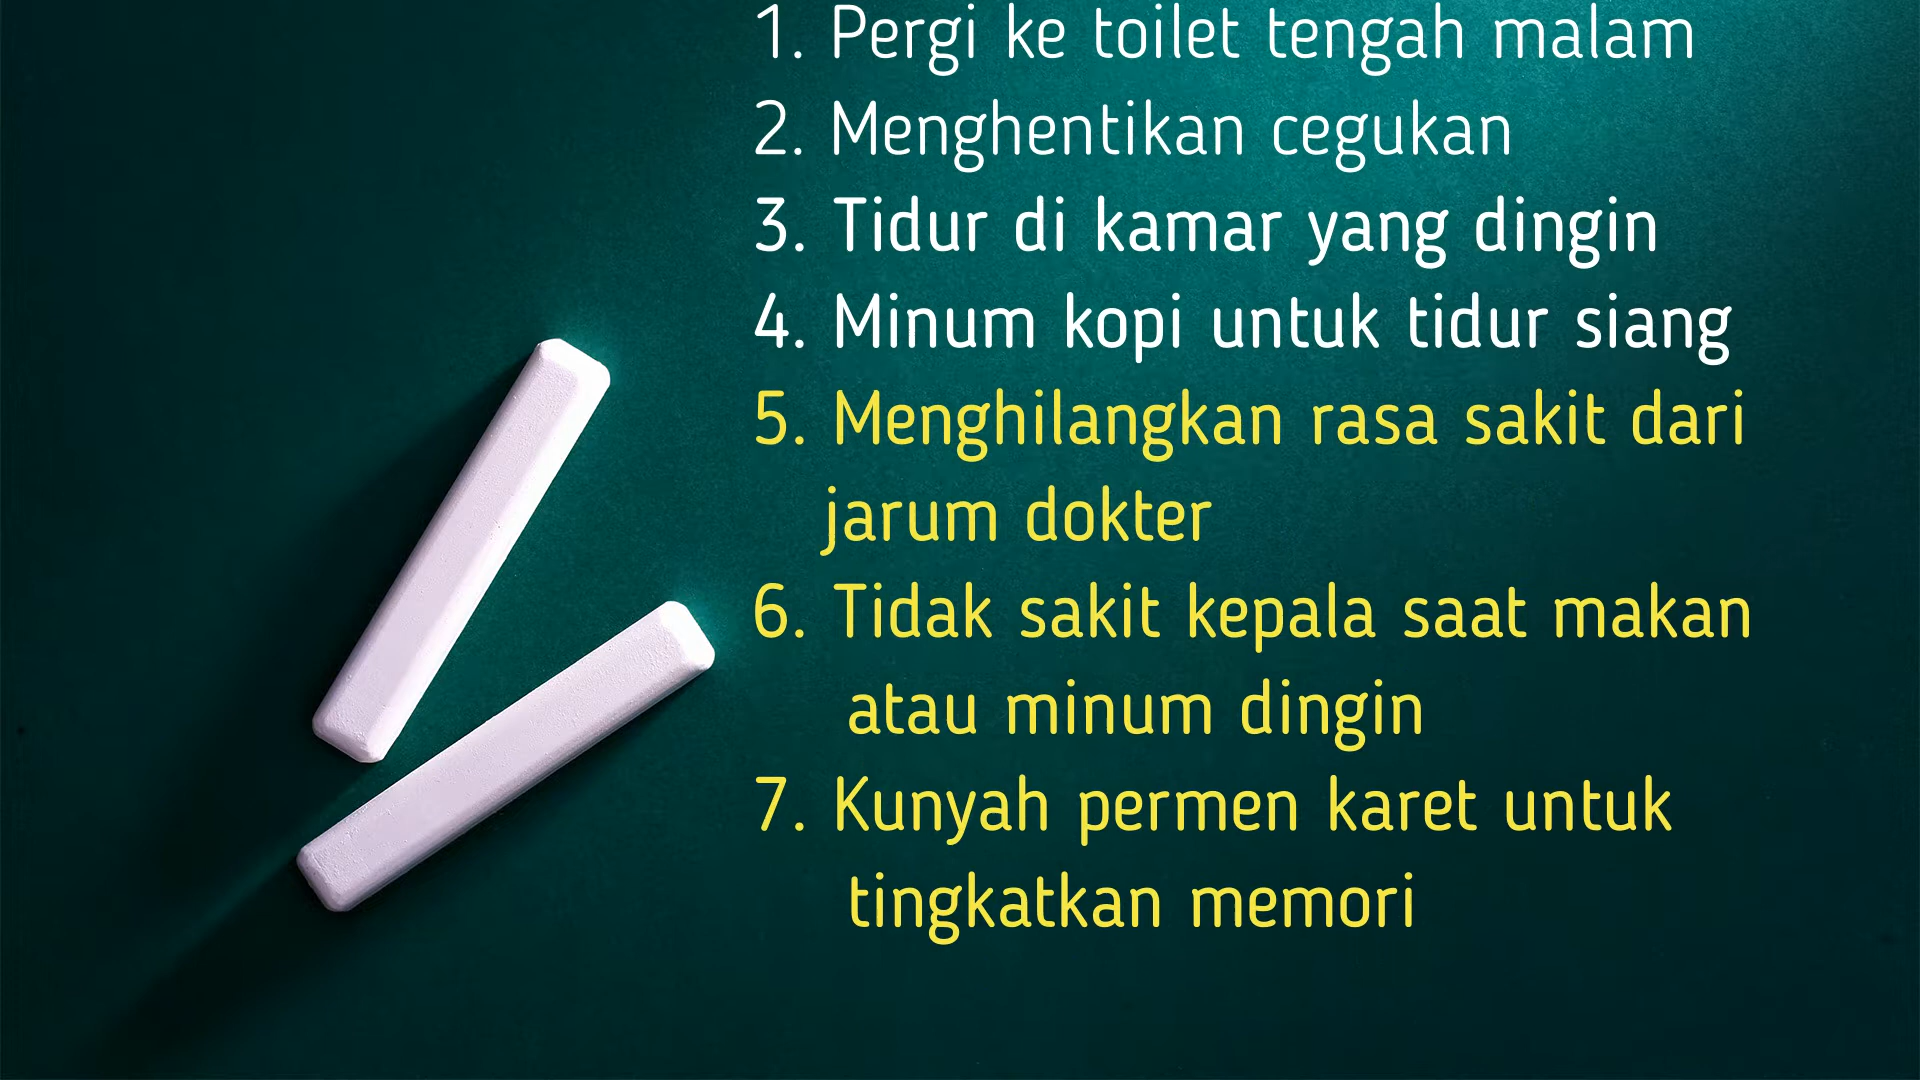 1. Pergi ke toilet tengah malam
2. Menghentikan cegukan
3. Tidur di kamar yang dingin
4. Minum kopi untuk tidur siang
5. Menghilangkan rasa sakit dari
jarum dokter
6. Tidak sakit kepala saat makan
atau minum dingin
7. Kunyah permen karet untuk
tingkatkan memori